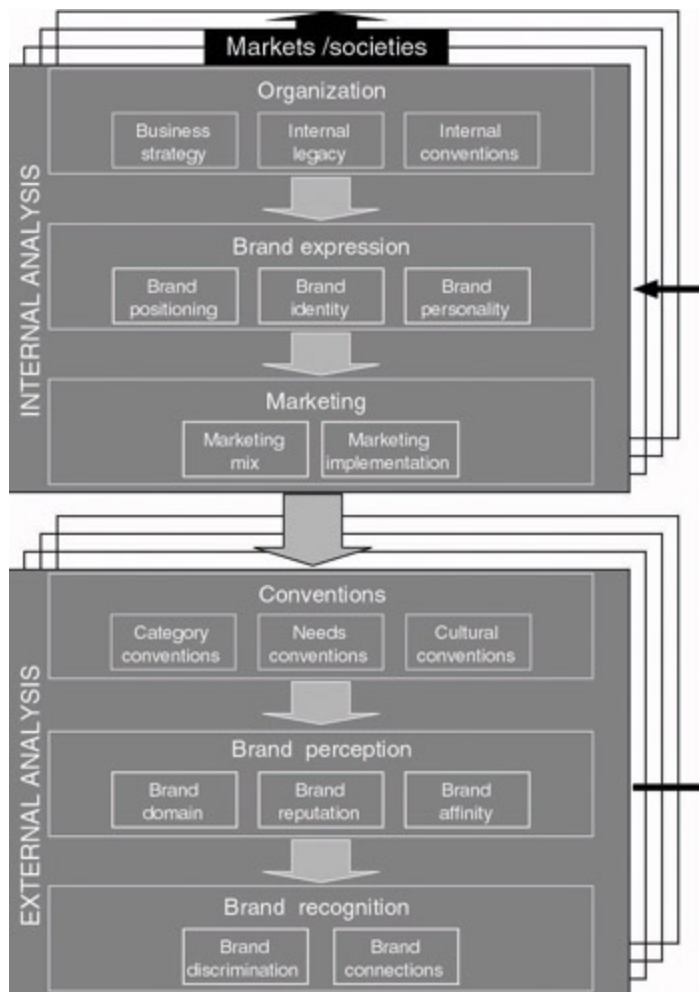 Markets /societies
INTERNAL ANALYSIS
Organization
Business
strategy
Internal
legacy
Internal
conventions
Brand expression
Brand
positioning
Brand
identity
Brand
personality
Marketing
Marketing
mix
Marketing
implementation
EXTERNAL ANALYSIS
Conventions
Category
conventions
Needs
conventions
Cultural
conventions
Brand perception
Brand
domain
Brand
reputation
Brand
affinity
Brand recognition
Brand
discrimination
Brand
connections